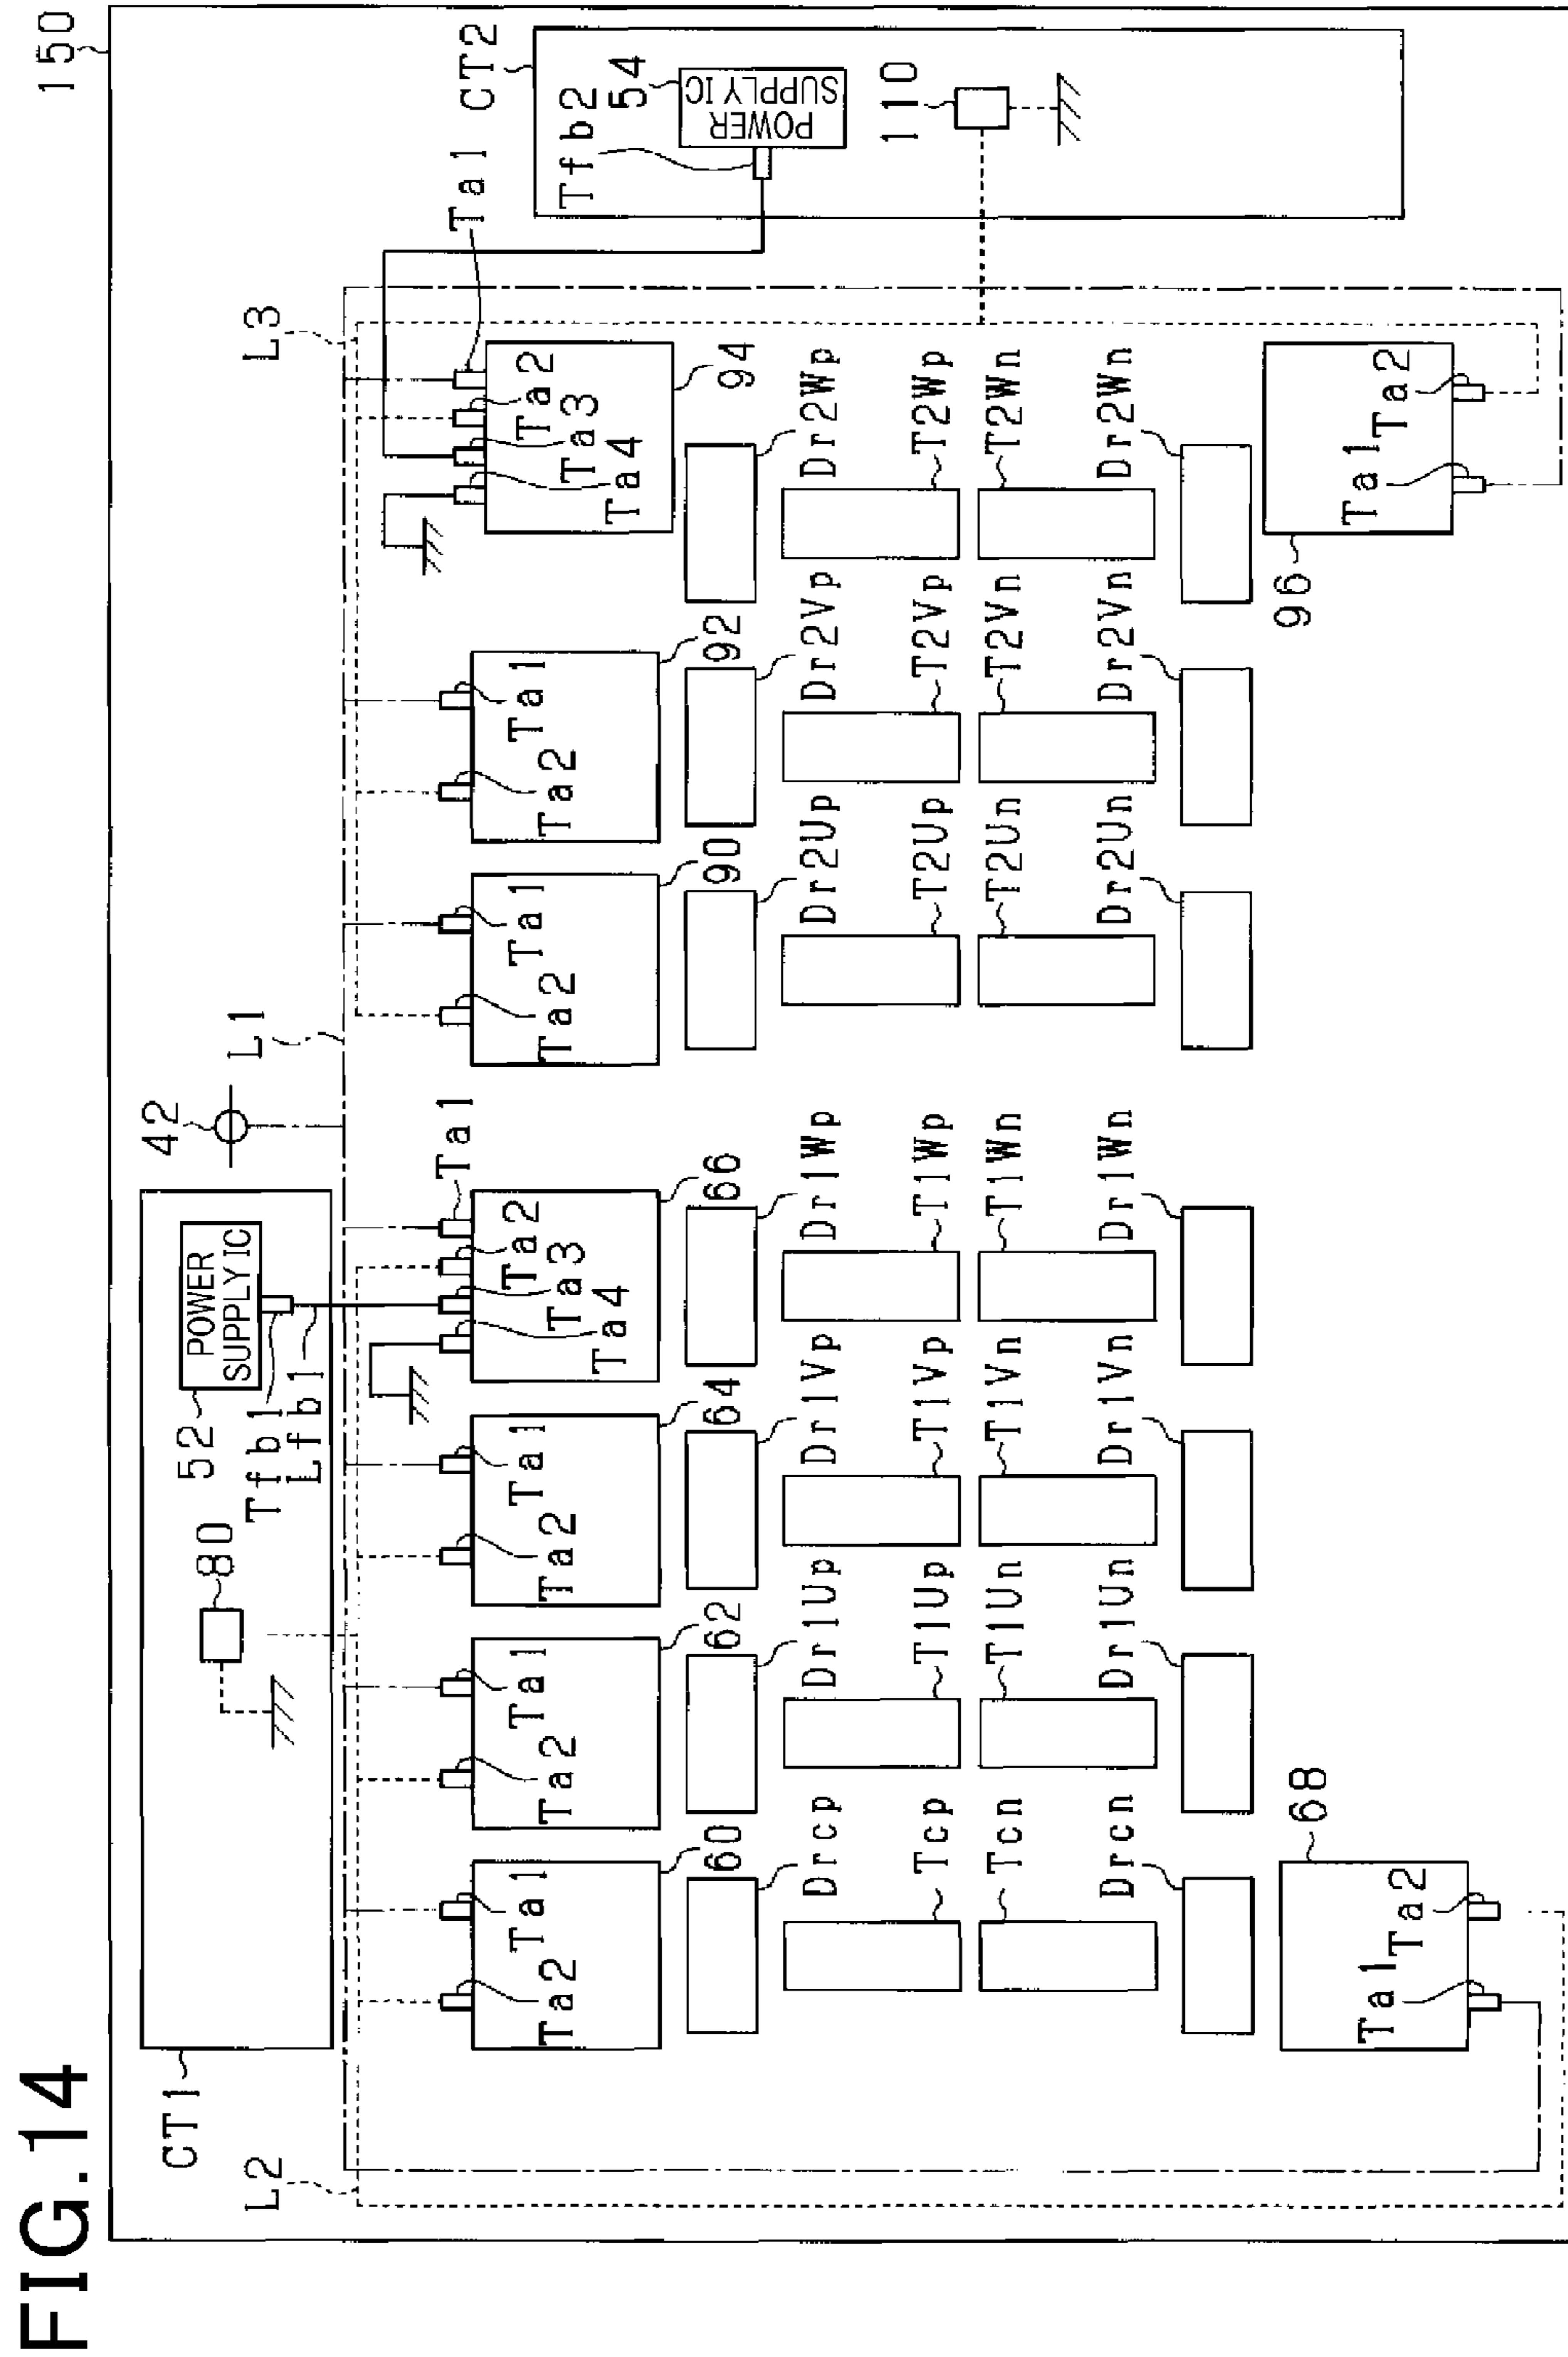 FIG.14
150
CT1
52
POWER
SUPPLY IC
Tfb1
Lfb1
80
42
L1
L2
L3
CT2
Tfb2
54
POWER
SUPPLY IC
110
Ta2
Ta1
60
Ta2
Ta1
62
Ta2
Ta1
64
Ta4
Ta3
Ta2
Ta1
66
Ta2
Ta1
90
Ta2
Ta1
92
Ta4
Ta3
Ta2
Ta1
94
Drcp
Dr1Up
Dr1Vp
Dr1Wp
Dr2Up
Dr2Vp
Dr2Wp
Tcp
T1Up
T1Vp
T1Wp
T2Up
T2Vp
T2Wp
Tcn
T1Un
T1Vn
T1Wn
T2Un
T2Vn
T2Wn
Drcn
Dr1Un
Dr1Vn
Dr1Wn
Dr2Un
Dr2Vn
Dr2Wn
68
Ta1
Ta2
96
Ta1
Ta2